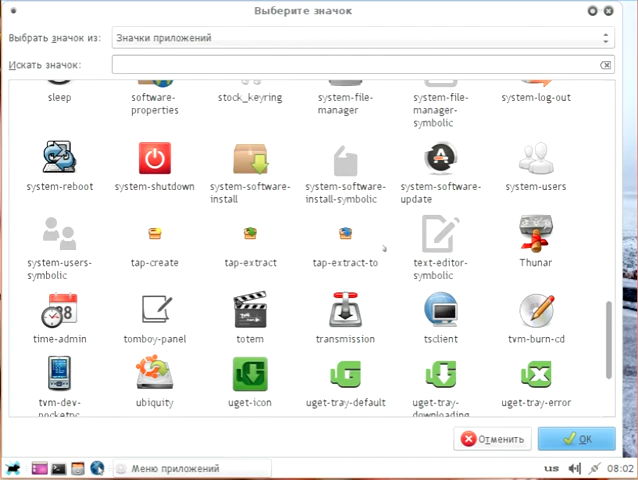 Выберите значок
Выбрать значок из: Значки приложений
Искать значок:
sleep software-properties stock_keyring system-file-manager system-file-manager-symbolic system-log-out
system-reboot system-shutdown system-software-install system-software-install-symbolic system-software-update system-users
system-users-symbolic tap-create tap-extract tap-extract-to text-editor-symbolic Thunar
time-admin tomboy-panel totem transmission tsclient tvm-burn-cd
tvm-dev-pocketpc ubiquity uget-icon uget-tray-default uget-tray-downloading uget-tray-error
Отменить OK
Меню приложений us 08:02